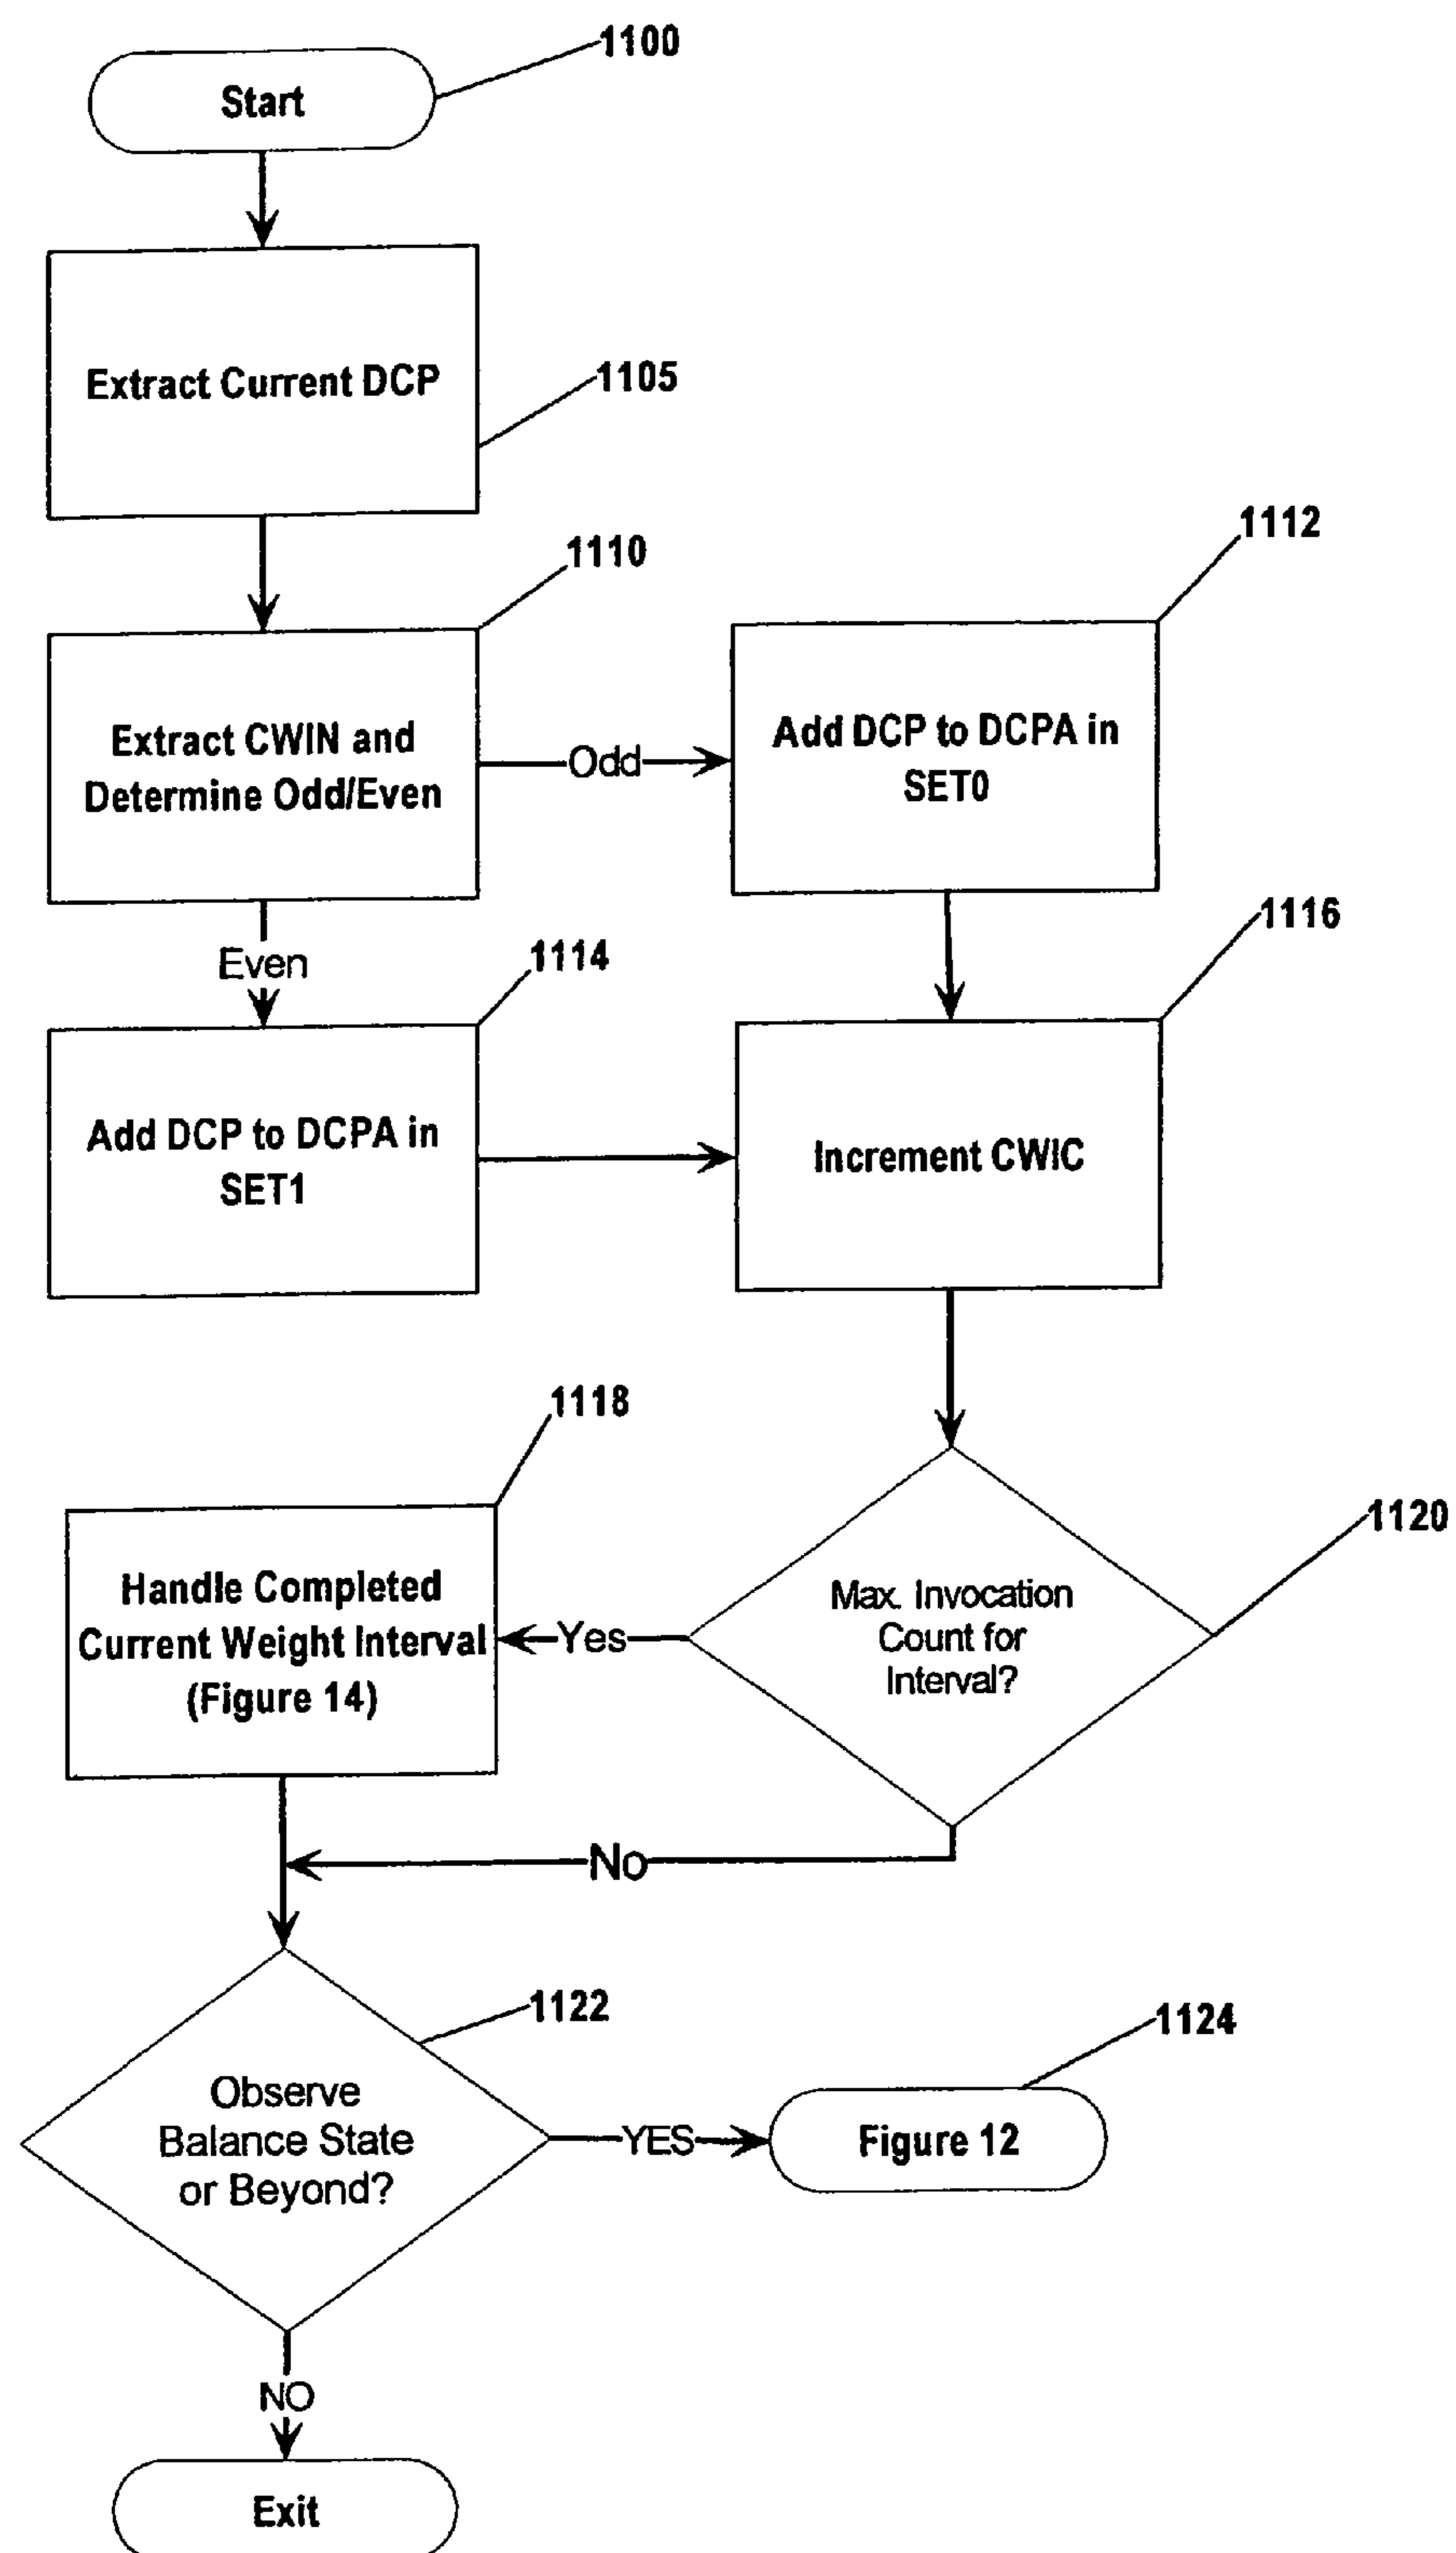 1100
Start
Extract Current DCP
1105
1110
1112
Extract CWIN and
Determine Odd/Even
Odd
Add DCP to DCPA in
SET0
Even
1114
1116
Add DCP to DCPA in
SET1
Increment CWIC
1118
1120
Handle Completed
Current Weight Interval
(Figure 14)
Yes
Max. Invocation
Count for
Interval?
No
1122
1124
Observe
Balance State
or Beyond?
YES
Figure 12
NO
Exit